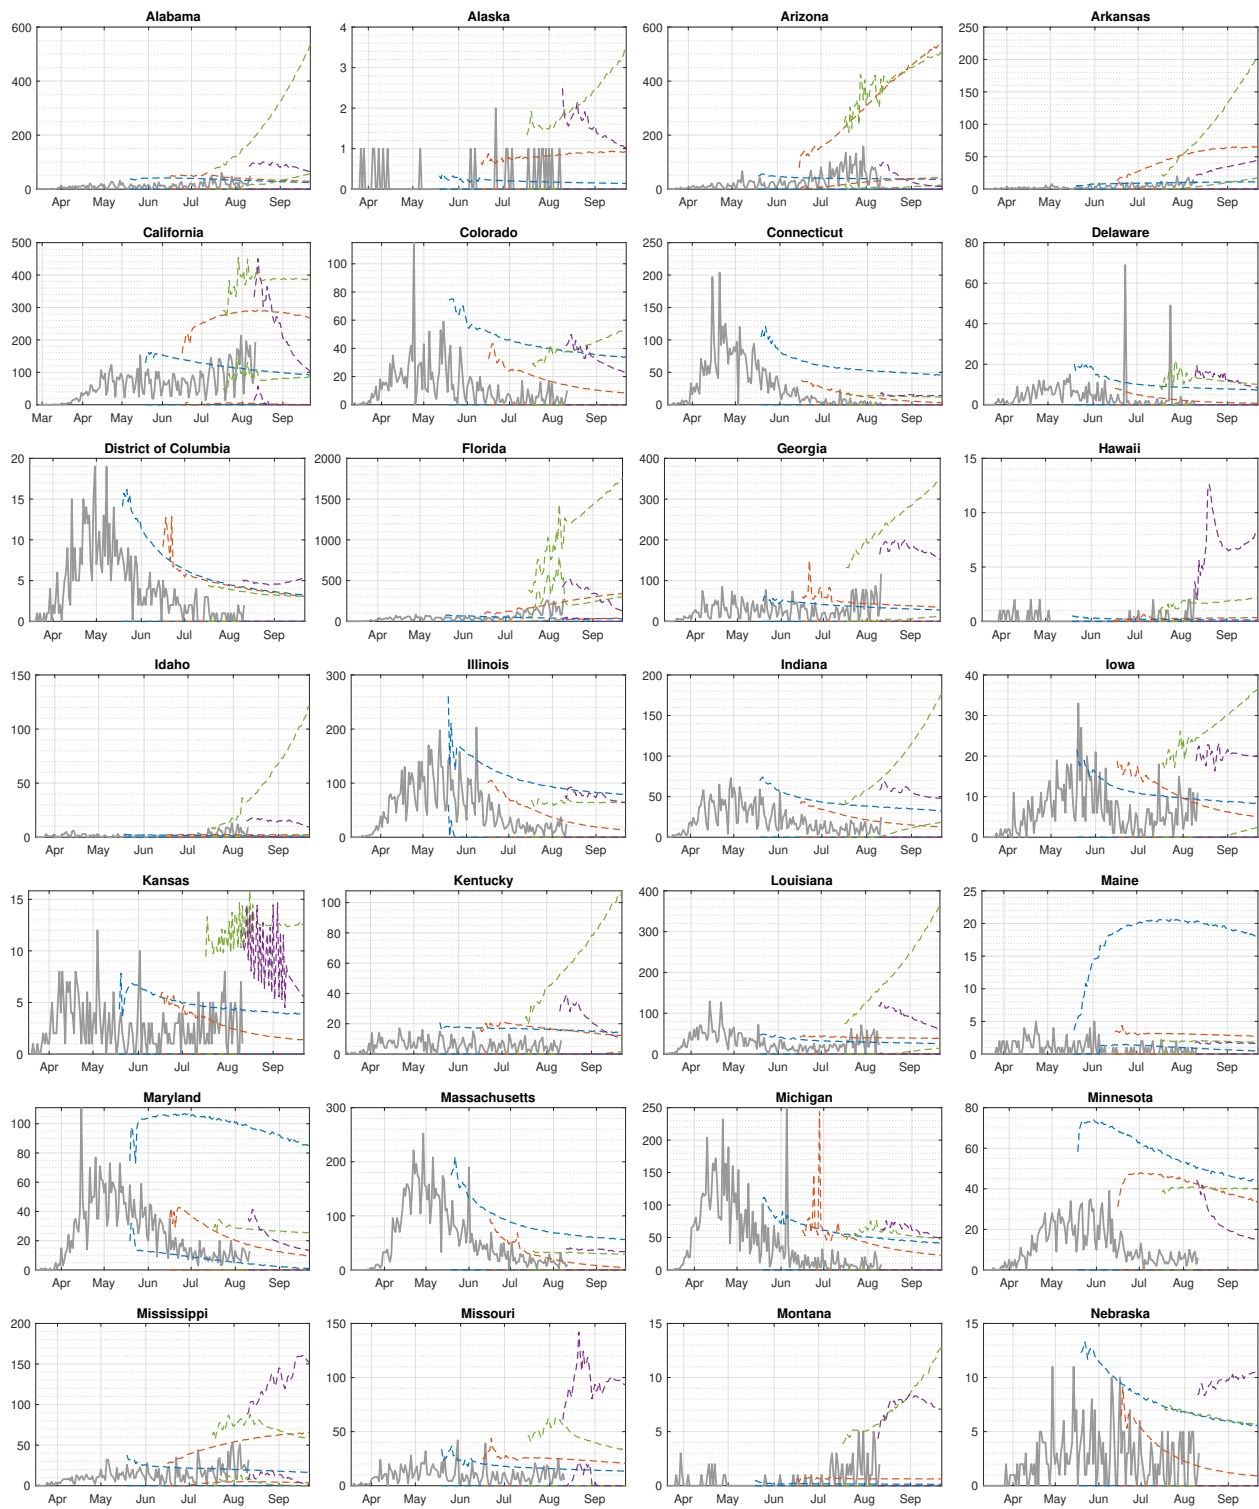 Alabama
600
400
200
0
Apr May Jun Jul Aug Sep
Alaska
4
3
2
1
0
Apr May Jun Jul Aug Sep
Arizona
600
400
200
0
Apr May Jun Jul Aug Sep
Arkansas
250
200
150
100
50
0
Apr May Jun Jul Aug Sep
California
500
400
300
200
100
0
Mar Apr May Jun Jul Aug Sep
Colorado
100
80
60
40
20
0
Apr May Jun Jul Aug Sep
Connecticut
250
200
150
100
50
0
Apr May Jun Jul Aug Sep
Delaware
80
60
40
20
0
Apr May Jun Jul Aug Sep
District of Columbia
20
15
10
5
0
Apr May Jun Jul Aug Sep
Florida
2000
1500
1000
500
0
Apr May Jun Jul Aug Sep
Georgia
400
300
200
100
0
Apr May Jun Jul Aug Sep
Hawaii
15
10
5
0
Apr May Jun Jul Aug Sep
Idaho
150
100
50
0
Apr May Jun Jul Aug Sep
Illinois
300
200
100
0
Apr May Jun Jul Aug Sep
Indiana
200
150
100
50
0
Apr May Jun Jul Aug Sep
Iowa
40
30
20
10
0
Apr May Jun Jul Aug Sep
Kansas
15
10
5
0
Apr May Jun Jul Aug Sep
Kentucky
100
80
60
40
20
0
Apr May Jun Jul Aug Sep
Louisiana
400
300
200
100
0
Apr May Jun Jul Aug Sep
Maine
25
20
15
10
5
0
Apr May Jun Jul Aug Sep
Maryland
100
80
60
40
20
0
Apr May Jun Jul Aug Sep
Massachusetts
300
200
100
0
Apr May Jun Jul Aug Sep
Michigan
250
200
150
100
50
0
Apr May Jun Jul Aug Sep
Minnesota
80
60
40
20
0
Apr May Jun Jul Aug Sep
Mississippi
200
150
100
50
0
Apr May Jun Jul Aug Sep
Missouri
150
100
50
0
Apr May Jun Jul Aug Sep
Montana
15
10
5
0
Apr May Jun Jul Aug Sep
Nebraska
15
10
5
0
Apr May Jun Jul Aug Sep